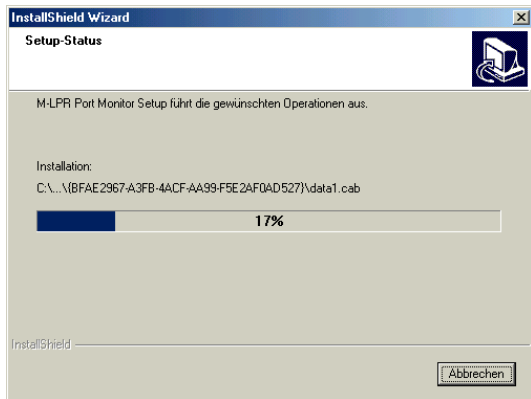 InstallShield Wizard
Setup-Status
M-LPR Port Monitor Setup führt die gewünschten Operationen aus.
Installation:
C:\...\{BFAE2967-A3FB-4ACF-AA99-F5E2AF0AD527}\data1.cab
17%
InstallShield
Abbrechen